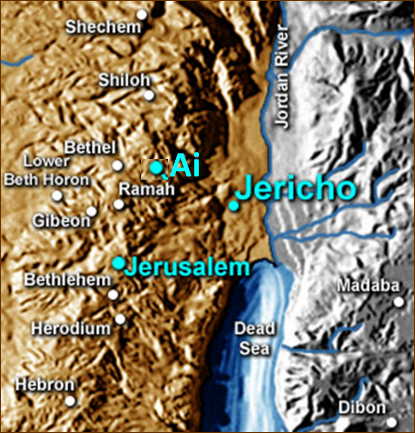 Shechem
Jordan River
Shiloh
Bethel
Ai
Lower
Beth Horon
Ramah
Jericho
Gibeon
Jerusalem
Bethlehem
Madaba
Herodium
Dead
Sea
Hebron
Dibon